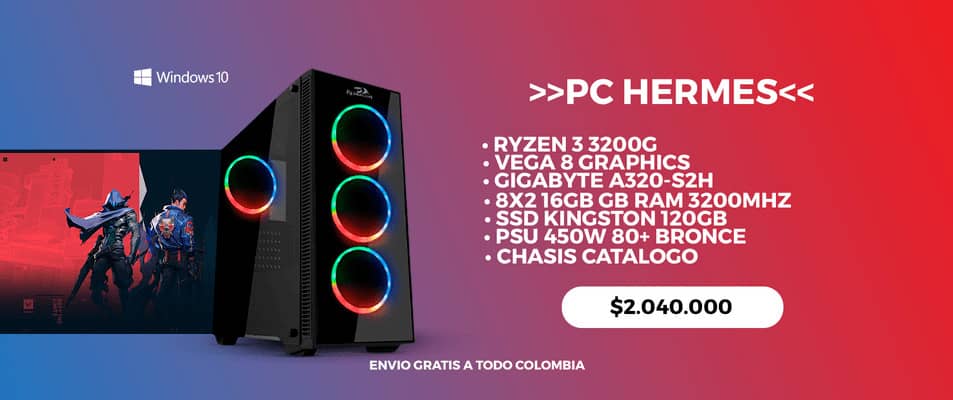 Windows 10
>>PC HERMES<<
• RYZEN 3 3200G
• VEGA 8 GRAPHICS
• GIGABYTE A320-S2H
• 8X2 16GB GB RAM 3200MHZ
• SSD KINGSTON 120GB
• PSU 450W 80+ BRONCE
• CHASIS CATALOGO
$2.040.000
ENVIO GRATIS A TODO COLOMBIA